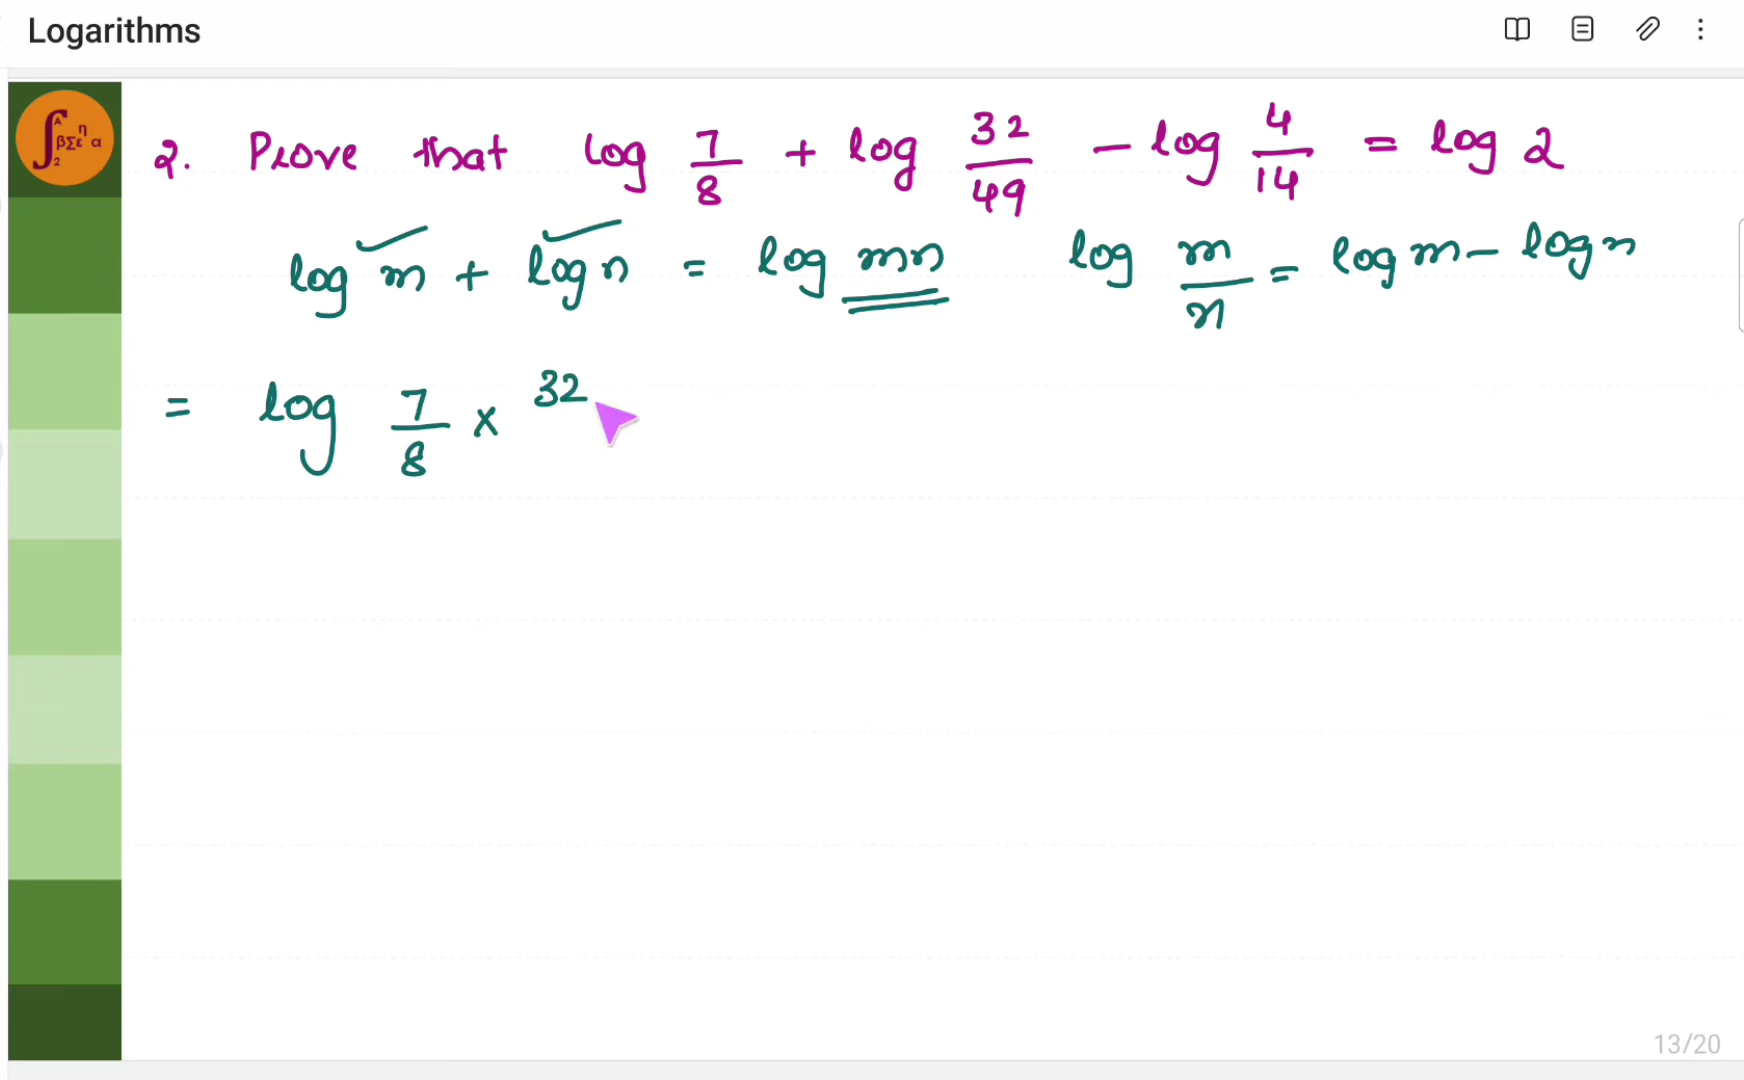 Logarithms
2. Prove that log 7/8 + log 32/49 - log 4/14 = log 2
log m + log n = log mn log m/n = log m - log n
= log 7/8 × 32
13/20